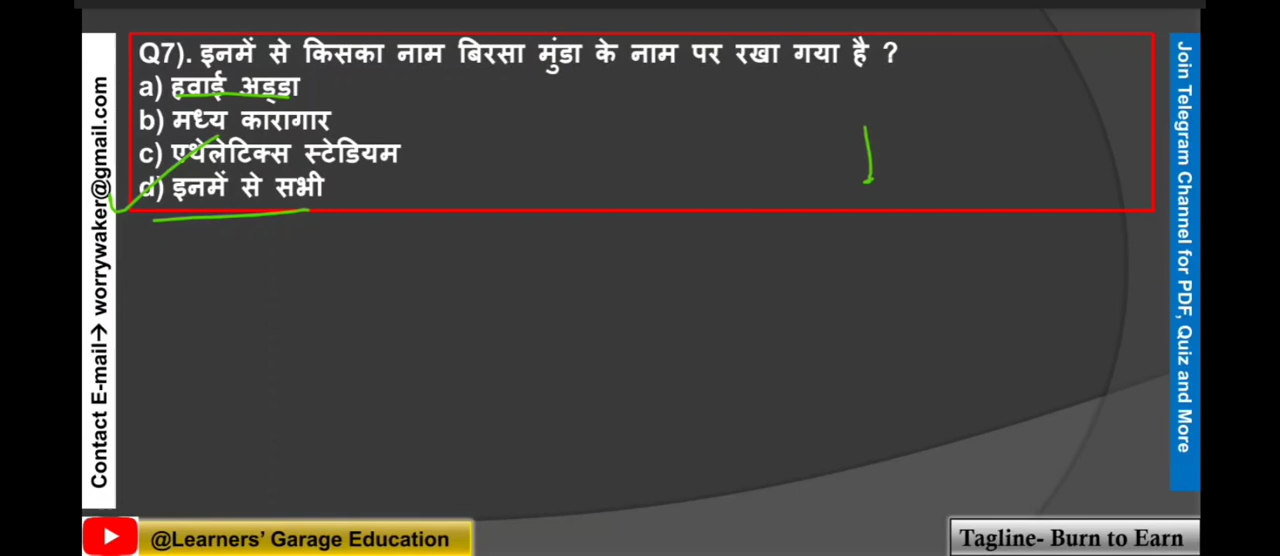 Q7). इनमें से किसका नाम बिरसा मुंडा के नाम पर रखा गया है ?
a) हवाई अड्डा
b) मध्य कारागार
c) एथेलेटिक्स स्टेडियम
d) इनमें से सभी
Contact E-mail→ worrywaker@gmail.com
Join Telegram Channel for PDF, Quiz and More
@Learners’ Garage Education
Tagline- Burn to Earn